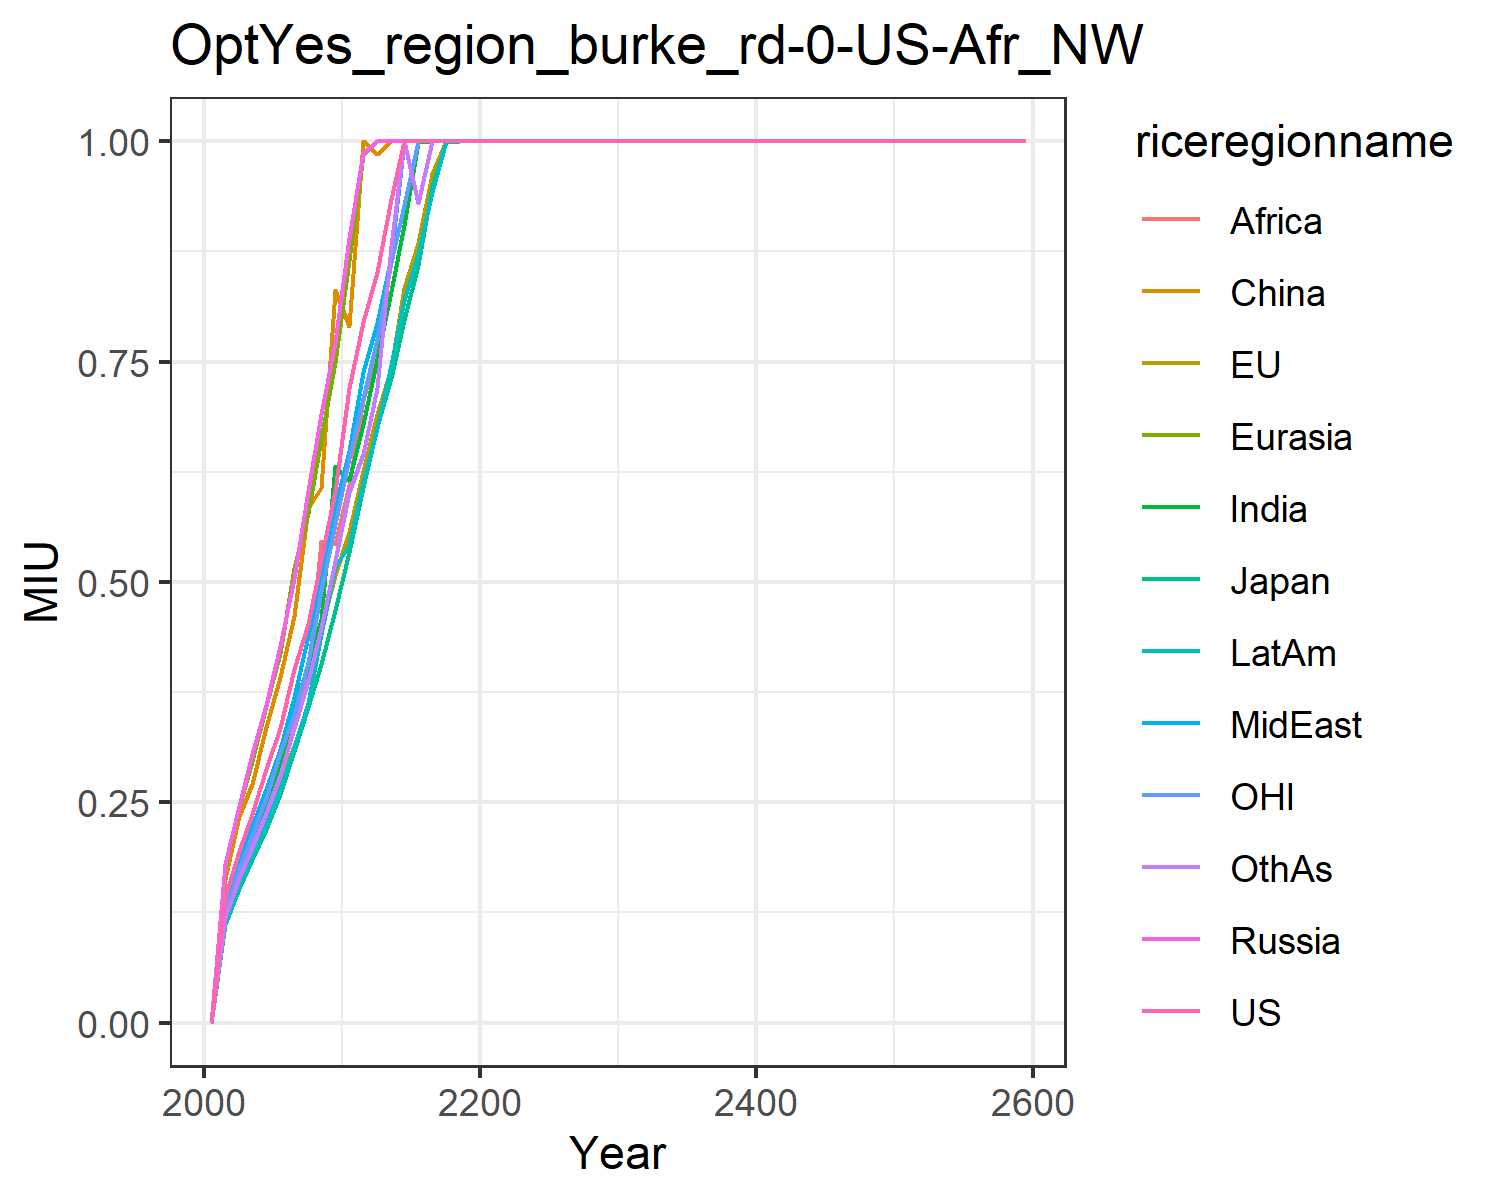 OptYes_region_burke_rd-0-US-Afr_NW
1.00
0.75
0.50
0.25
0.00
MIU
2000
2200
2400
2600
Year
riceregionname
Africa
China
EU
Eurasia
India
Japan
LatAm
MidEast
OHI
OthAs
Russia
US